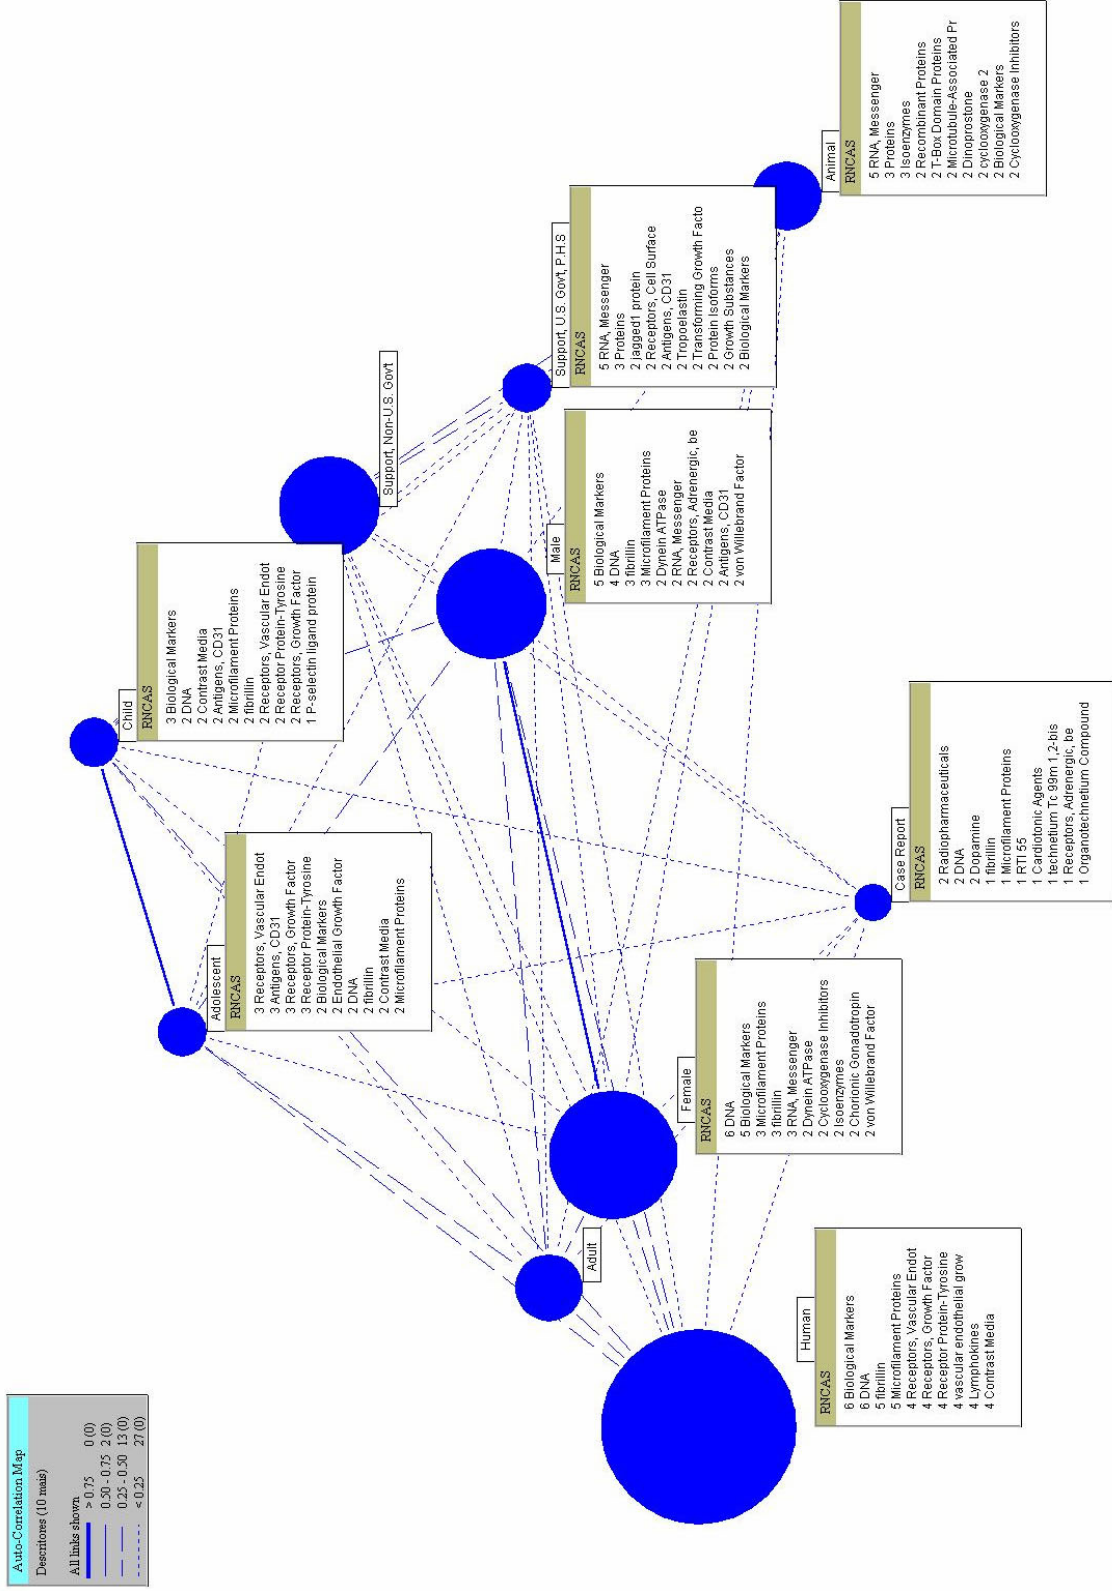 Auto-Correlation Map
Descritores (10 mais)
All links shown
> 0.75 0 (0)
0.50 - 0.75 2 (0)
0.25 - 0.50 13 (0)
< 0.25 27 (0)
Child
RNCAS
3 Biological Markers
2 DNA
2 Contrast Media
2 Antigens, CD31
2 Microfilament Proteins
2 fibrillin
2 Receptors, Vascular Endot
2 Receptor Protein-Tyrosine
2 Receptors, Growth Factor
1 P-selectin ligand protein
Adolescent
RNCAS
3 Receptors, Vascular Endot
3 Antigens, CD31
3 Receptors, Growth Factor
3 Receptor Protein-Tyrosine
2 Biological Markers
2 Endothelial Growth Factor
2 DNA
2 fibrillin
2 Contrast Media
2 Microfilament Proteins
Support, Non-U.S. Gov't
Support, U.S. Gov't, P.H.S
RNCAS
5 RNA, Messenger
3 Proteins
2 jagged1 protein
2 Receptors, Cell Surface
2 Antigens, CD31
2 Tropoelastin
2 Transforming Growth Facto
2 Protein Isoforms
2 Growth Substances
2 Biological Markers
Male
RNCAS
5 Biological Markers
4 DNA
3 fibrillin
3 Microfilament Proteins
2 Dynein ATPase
2 RNA, Messenger
2 Receptors, Adrenergic, be
2 Contrast Media
2 Antigens, CD31
2 von Willebrand Factor
Adult
Female
RNCAS
6 DNA
5 Biological Markers
3 Microfilament Proteins
3 fibrillin
3 RNA, Messenger
2 Dynein ATPase
2 Cyclooxygenase Inhibitors
2 Isoenzymes
2 Chorionic Gonadotropin
2 von Willebrand Factor
Human
RNCAS
6 Biological Markers
6 DNA
5 fibrillin
5 Microfilament Proteins
4 Receptors, Vascular Endot
4 Receptors, Growth Factor
4 Receptor Protein-Tyrosine
4 vascular endothelial grow
4 Lymphokines
4 Contrast Media
Case Report
RNCAS
2 Radiopharmaceuticals
2 DNA
2 Dopamine
1 fibrillin
1 Microfilament Proteins
1 RTI 55
1 Cardiotonic Agents
1 technetium Tc 99m 1,2-bis
1 Receptors, Adrenergic, be
1 Organotechnetium Compound
Animal
RNCAS
5 RNA, Messenger
3 Proteins
3 Isoenzymes
2 Recombinant Proteins
2 T-Box Domain Proteins
2 Microtubule-Associated Pr
2 Dinoprostone
2 cyclooxygenase 2
2 Biological Markers
2 Cyclooxygenase Inhibitors